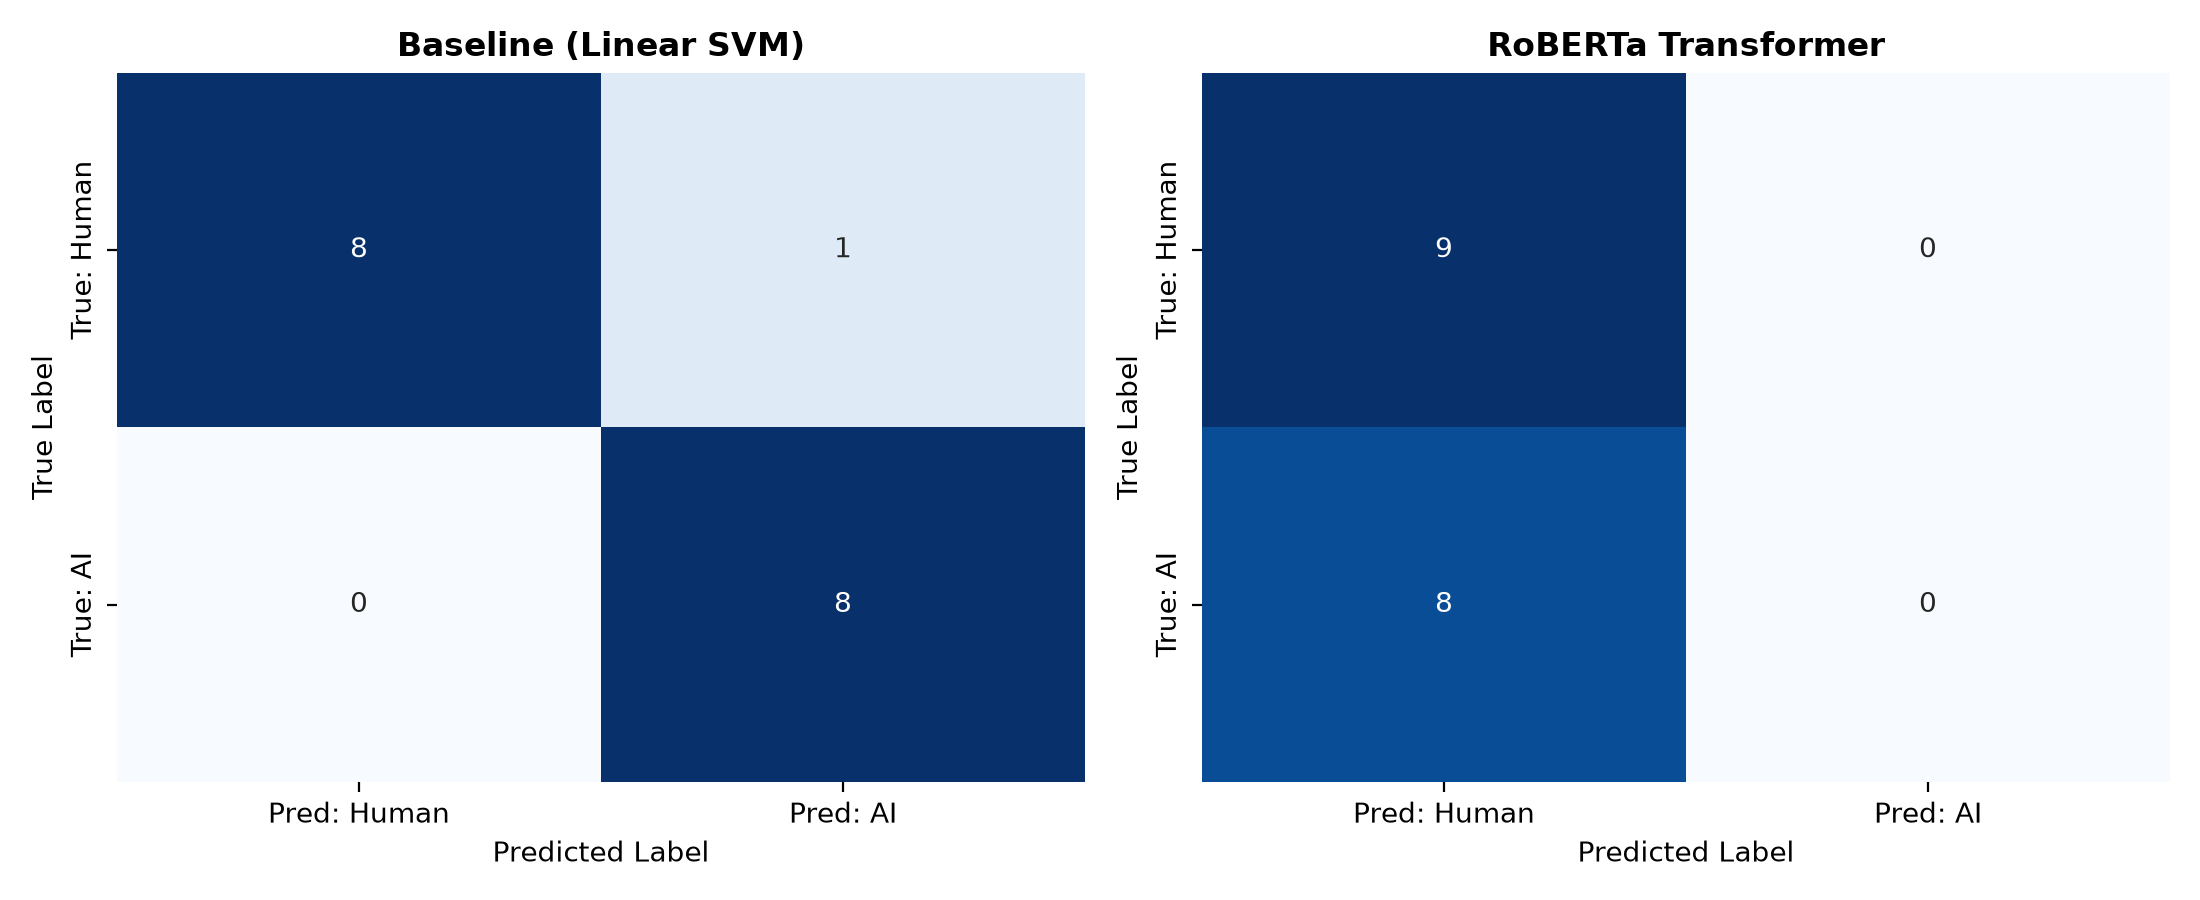 Baseline (Linear SVM)
True Label
True: Human
8
1
True: AI
0
8
Pred: Human
Pred: AI
Predicted Label
RoBERTa Transformer
True Label
True: Human
9
0
True: AI
8
0
Pred: Human
Pred: AI
Predicted Label